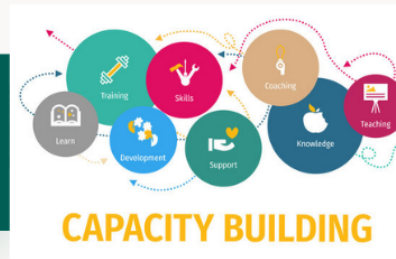 Training
Skills
Coaching
Learn
Development
Support
Knowledge
Teaching
CAPACITY BUILDING